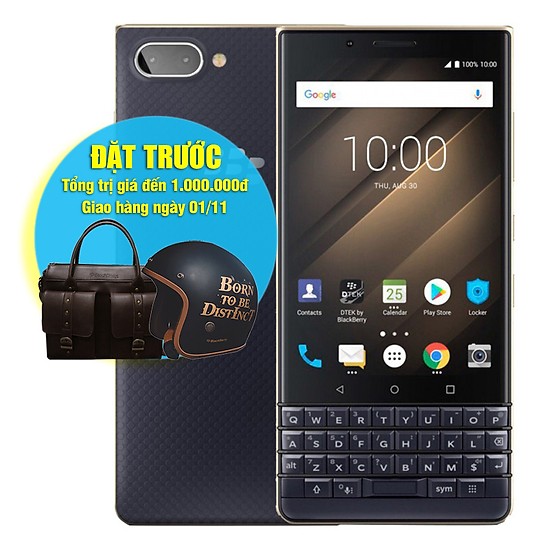 100% 10:00
Google
10:00
THU, AUG 30
ĐẶT TRƯỚC
Tổng trị giá đến 1.000.000đ
Giao hàng ngày 01/11
BORN
TO BE
DISTINCT
DTEK
25
Contacts
DTEK by
BlackBerry
Calendar
Play Store
Locker
Q W E R T Y U I O P
A S D F G H J K L
alt Z X C V B N M $
sym